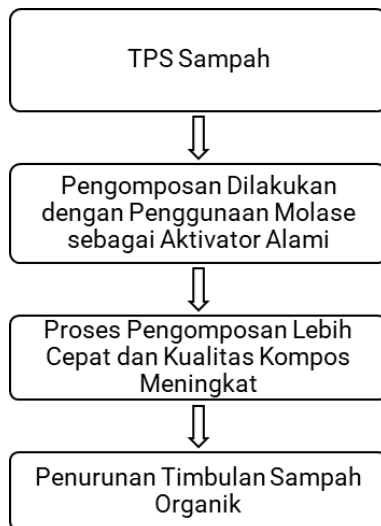 TPS Sampah
Pengomposan Dilakukan
dengan Penggunaan Molase
sebagai Aktivator Alami
Proses Pengomposan Lebih
Cepat dan Kualitas Kompos
Meningkat
Penurunan Timbulan Sampah
Organik